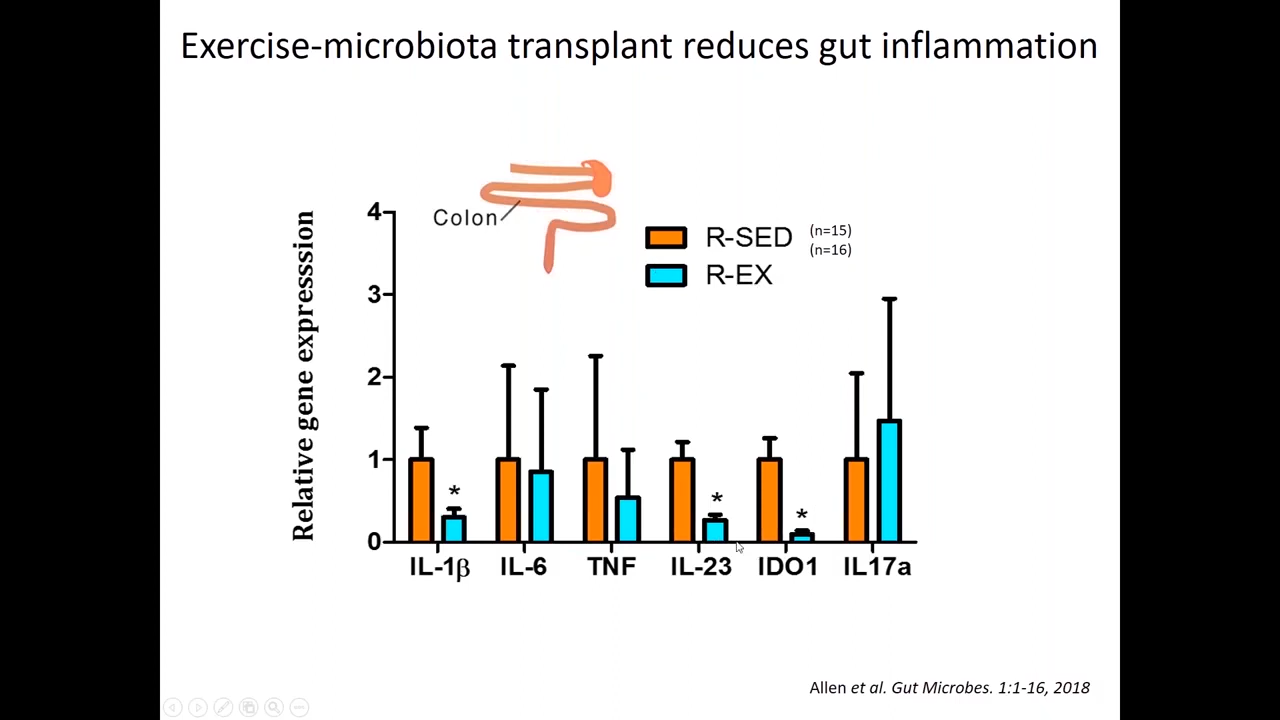 Exercise-microbiota transplant reduces gut inflammation
Colon
R-SED (n=15)
(n=16)
R-EX
Relative gene expresssion
4
3
2
1
0
IL-1β IL-6 TNF IL-23 IDO1 IL17a
* * *
Allen et al. Gut Microbes. 1:1-16, 2018